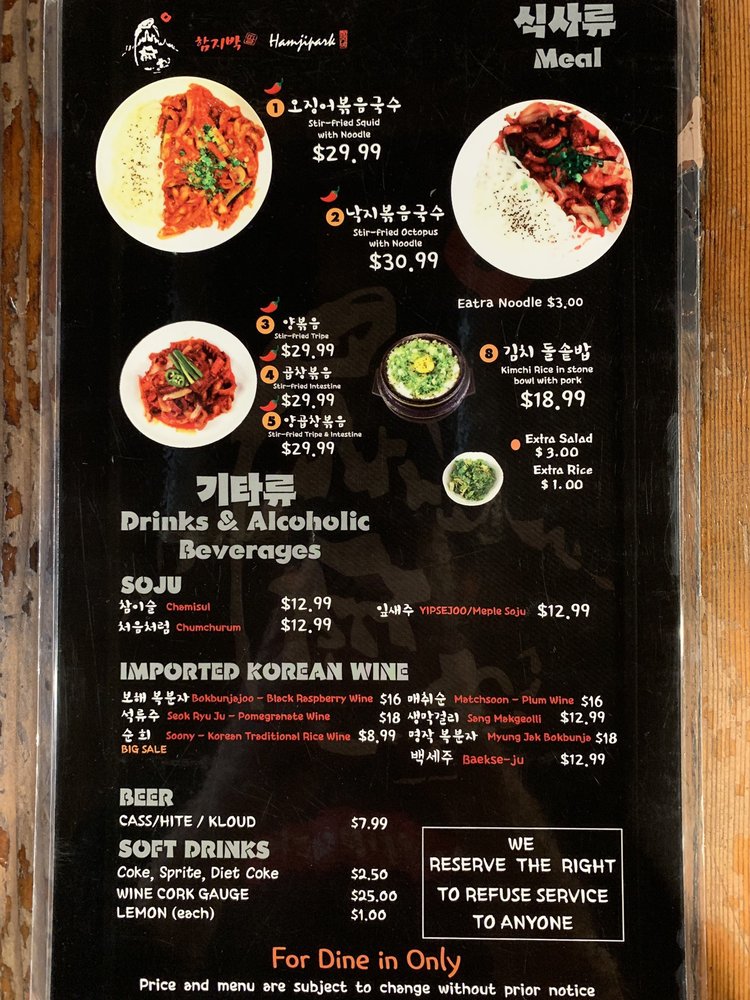 함지박 Hamjipark
식사류
Meal
1 오징어볶음국수
Stir-fried Squid
with Noodle
$29.99
2 낙지볶음국수
Stir-fried Octopus
with Noodle
$30.99
Eatra Noodle $3.00
3 양볶음
Stir-fried Tripe
$29.99
4 곱창볶음
Stir-fried Intestine
$29.99
5 양곱창볶음
Stir-fried Tripe & Intestine
$29.99
8 김치 돌솥밥
Kimchi Rice in stone
bowl with pork
$18.99
Extra Salad
$3.00
Extra Rice
$1.00
기타류
Drinks & Alcoholic
Beverages
SOJU
참이슬 Chamisul $12.99
처음처럼 Chumchurum $12.99
잎새주 YIPSEJOO/Meple Soju $12.99
IMPORTED KOREAN WINE
보해 복분자 Bokbunjajoo - Black Raspberry Wine $16
석류주 Seok Ryu Ju - Pomegranate Wine $18
순희 Soony - Korean Traditional Rice Wine $8.99
BIG SALE
매취순 Matchsoon - Plum Wine $16
생막걸리 Sang Makgeolli $12.99
명작 복분자 Myung Jak Bokbunja $18
백세주 Baekse-ju $12.99
BEER
CASS/HITE / KLOUD $7.99
SOFT DRINKS
Coke, Sprite, Diet Coke $2.50
WINE CORK GAUGE $25.00
LEMON (each) $1.00
WE
RESERVE THE RIGHT
TO REFUSE SERVICE
TO ANYONE
For Dine in Only
Price and menu are subject to change without prior notice